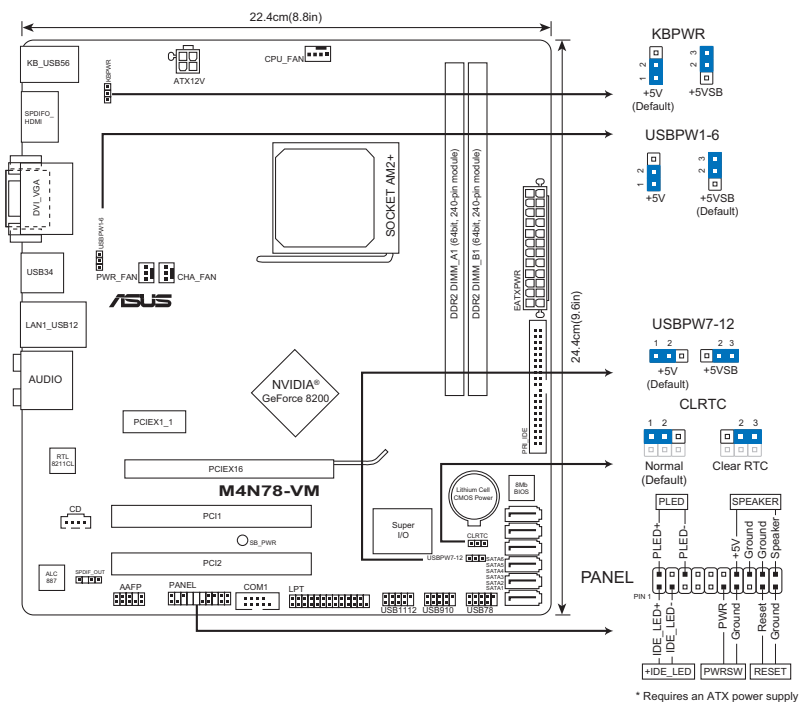 22.4cm(8.8in)
KB_USB56
ATX12V
CPU_FAN
KBPWR
KBPWR
3
2
1
2
+5V
(Default)
+5VSB
SPDIFO_
HDMI
USBPW1-6
3
2
2
1
+5V
+5VSB
(Default)
DVI_VGA
SOCKET AM2+
DDR2 DIMM_A1 (64bit, 240-pin module)
DDR2 DIMM_B1 (64bit, 240-pin module)
EATXPWR
24.4cm(9.6in)
USBPW1-6
USB34
PWR_FAN
CHA_FAN
ASUS
LAN1_USB12
AUDIO
NVIDIA®
GeForce 8200
PRI_IDE
USBPW7-12
1 2
2 3
+5V
(Default)
+5VSB
CLRTC
1 2
2 3
Normal
(Default)
Clear RTC
PCIEX1_1
RTL
8211CL
PCIEX16
M4N78-VM
Lithium Cell
CMOS Power
8Mb
BIOS
CD
PCI1
SB_PWR
Super
I/O
CLRTC
USBPW7-12
SATA6
SATA5
SATA4
SATA3
SATA2
SATA1
PCI2
ALC
887
SPDIF_OUT
AAFP
PANEL
COM1
LPT
USB1112
USB910
USB78
PLED
SPEAKER
PLED+
PLED-
+5V
Ground
Ground
Speaker
PANEL
PIN 1
IDE_LED+
IDE_LED-
PWR
Ground
Reset
Ground
+IDE_LED
PWRSW
RESET
* Requires an ATX power supply